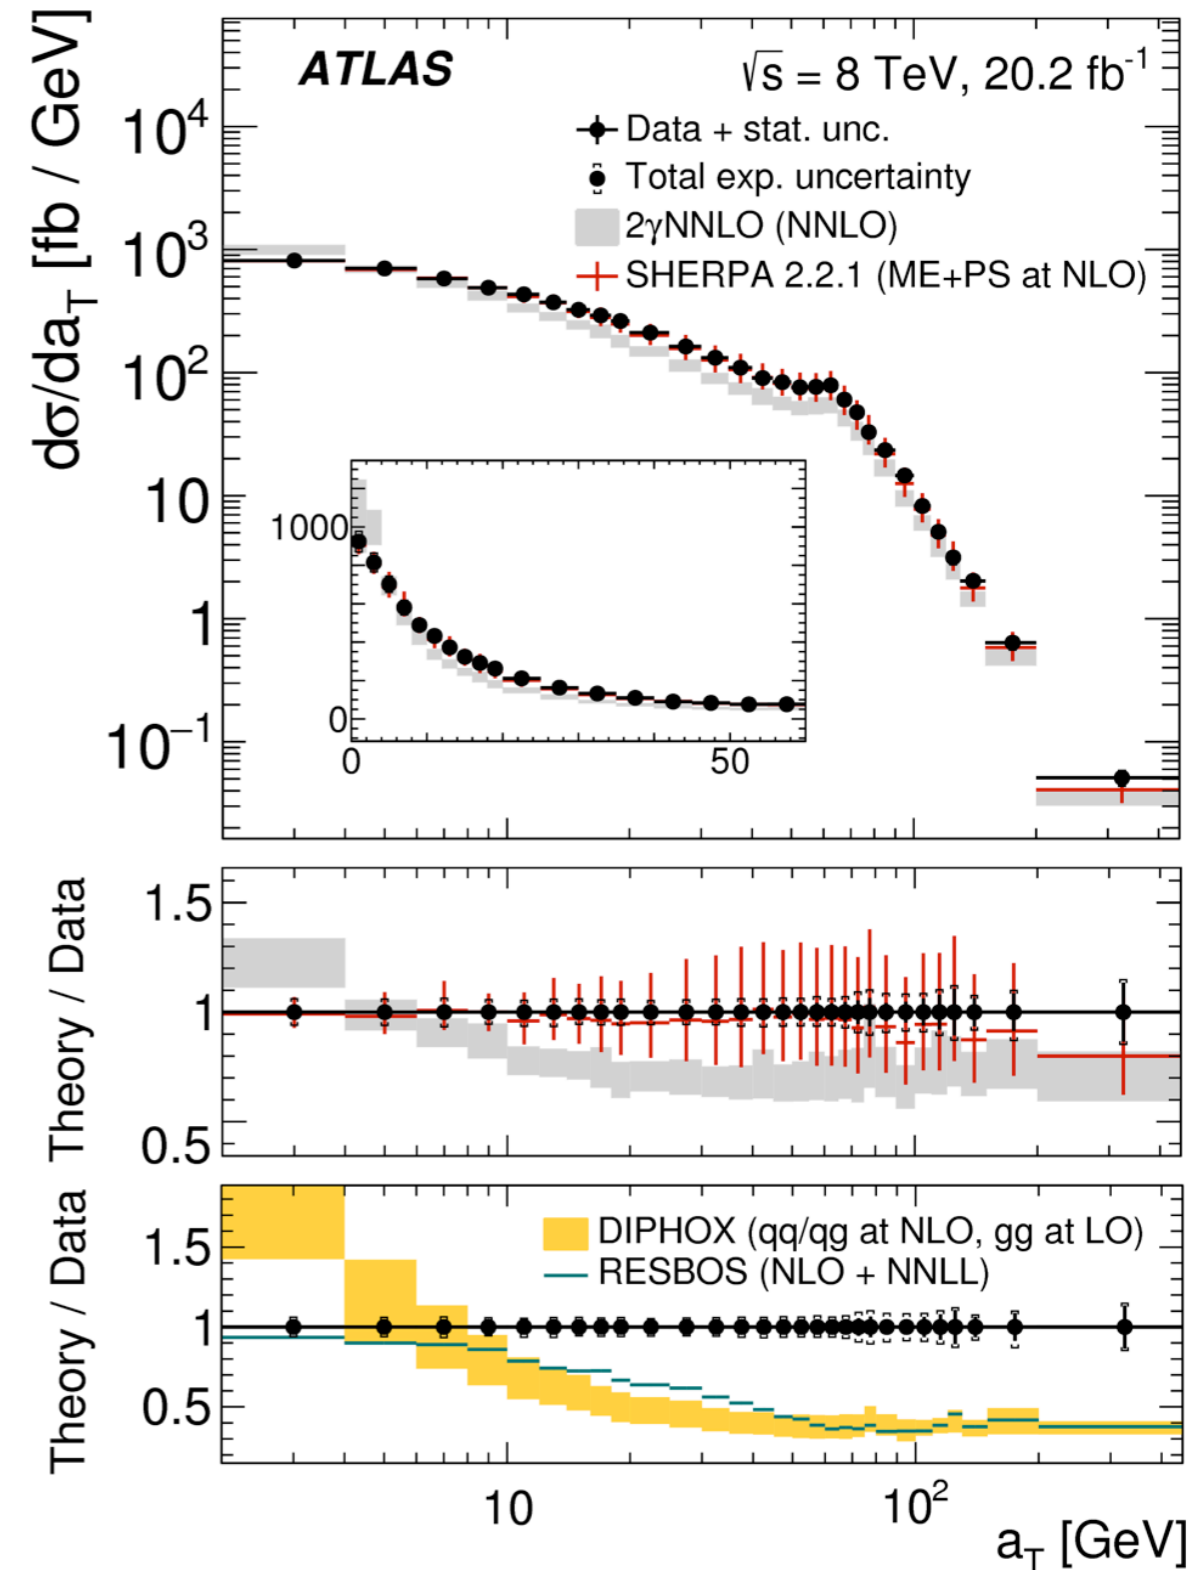 ATLAS
√s = 8 TeV, 20.2 fb⁻¹
Data + stat. unc.
Total exp. uncertainty
2γNNLO (NNLO)
SHERPA 2.2.1 (ME+PS at NLO)
dσ/da_T [fb / GeV]
10⁴
10³
10²
10
1
10⁻¹
1000
0
0
50
Theory / Data
1.5
1
0.5
Theory / Data
1.5
1
0.5
DIPHOX (qq/qg at NLO, gg at LO)
RESBOS (NLO + NNLL)
10
10²
a_T [GeV]